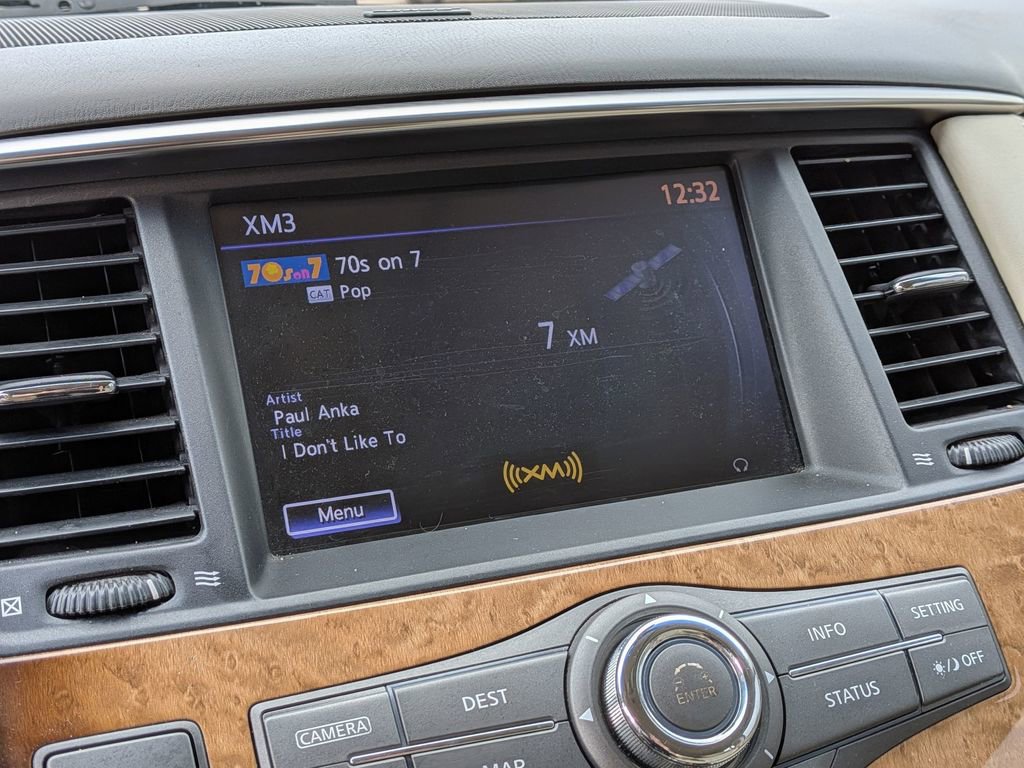 XM3
12:32
70s on 7
70s on 7
CAT Pop
7 XM
Artist
Paul Anka
Title
I Don't Like To
((XM))
Menu
INFO
SETTING
DEST
ENTER
STATUS
OFF
CAMERA
MAP